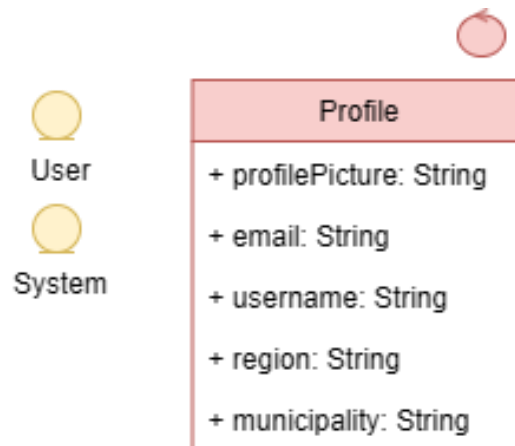 User
System
Profile
+ profilePicture: String
+ email: String
+ username: String
+ region: String
+ municipality: String